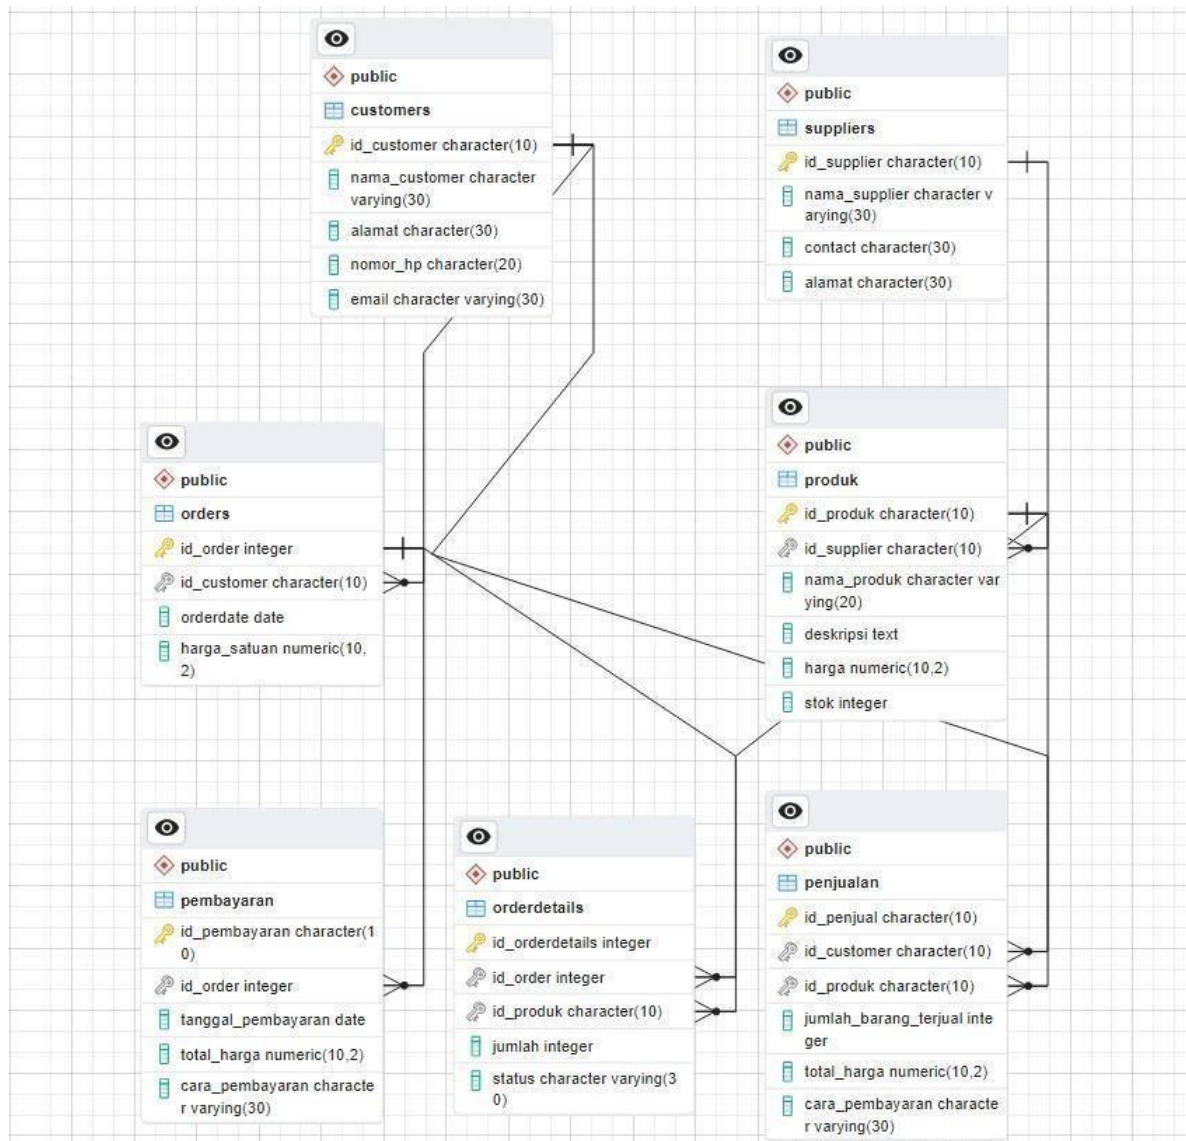 public
customers
id_customer character(10)
nama_customer character
varying(30)
alamat character(30)
nomor_hp character(20)
email character varying(30)
public
suppliers
id_supplier character(10)
nama_supplier character v
arying(30)
contact character(30)
alamat character(30)
public
orders
id_order integer
id_customer character(10)
orderdate date
harga_satuan numeric(10,
2)
public
produk
id_produk character(10)
id_supplier character(10)
nama_produk character var
ying(20)
deskripsi text
harga numeric(10,2)
stok integer
public
pembayaran
id_pembayaran character(1
0)
id_order integer
tanggal_pembayaran date
total_harga numeric(10,2)
cara_pembayaran characte
r varying(30)
public
orderdetails
id_orderdetails integer
id_order integer
id_produk character(10)
jumlah integer
status character varying(3
0)
public
penjualan
id_penjual character(10)
id_customer character(10)
id_produk character(10)
jumlah_barang_terjual inte
ger
total_harga numeric(10,2)
cara_pembayaran characte
r varying(30)